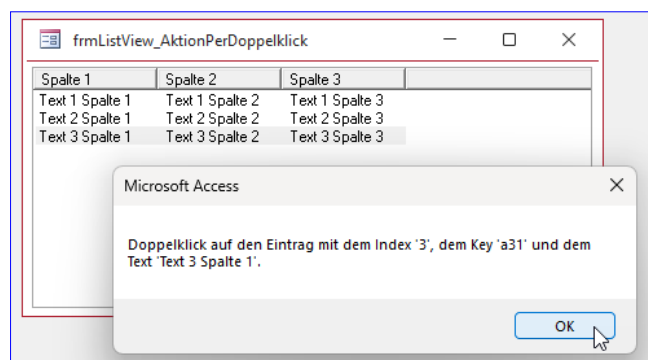 frmListView_AktionPerDoppelklick
Spalte 1 Spalte 2 Spalte 3
Text 1 Spalte 1 Text 1 Spalte 2 Text 1 Spalte 3
Text 2 Spalte 1 Text 2 Spalte 2 Text 2 Spalte 3
Text 3 Spalte 1 Text 3 Spalte 2 Text 3 Spalte 3
Microsoft Access
Doppelklick auf den Eintrag mit dem Index '3', dem Key 'a31' und dem
Text 'Text 3 Spalte 1'.
OK